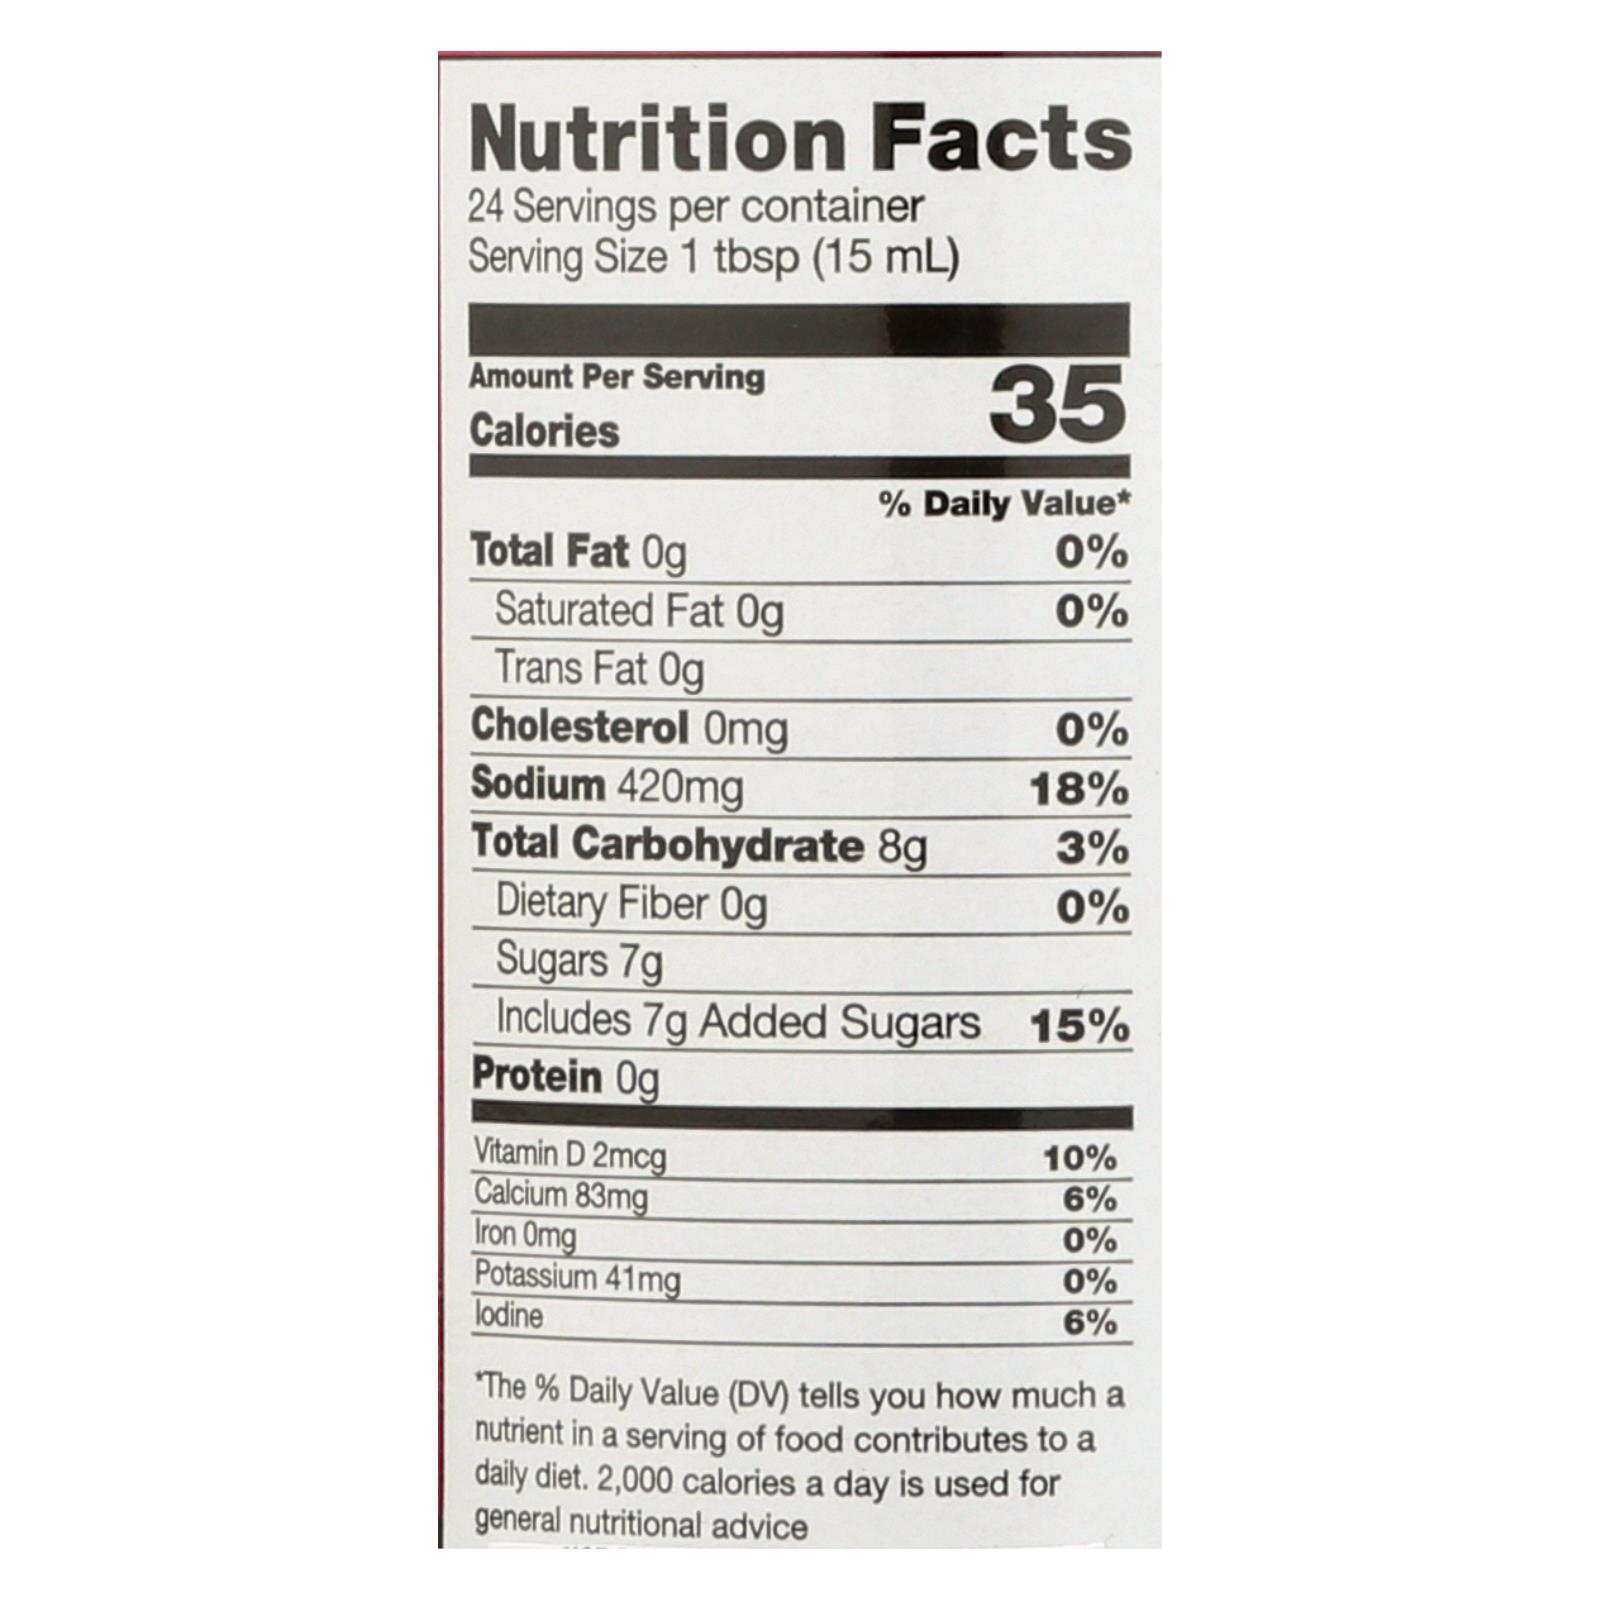 Nutrition Facts
24 Servings per container
Serving Size 1 tbsp (15 mL)
Amount Per Serving
Calories 35
% Daily Value*
Total Fat 0g 0%
Saturated Fat 0g 0%
Trans Fat 0g
Cholesterol 0mg 0%
Sodium 420mg 18%
Total Carbohydrate 8g 3%
Dietary Fiber 0g 0%
Sugars 7g
Includes 7g Added Sugars 15%
Protein 0g
Vitamin D 2mcg 10%
Calcium 83mg 6%
Iron 0mg 0%
Potassium 41mg 0%
Iodine 6%
*The % Daily Value (DV) tells you how much a
nutrient in a serving of food contributes to a
daily diet. 2,000 calories a day is used for
general nutritional advice